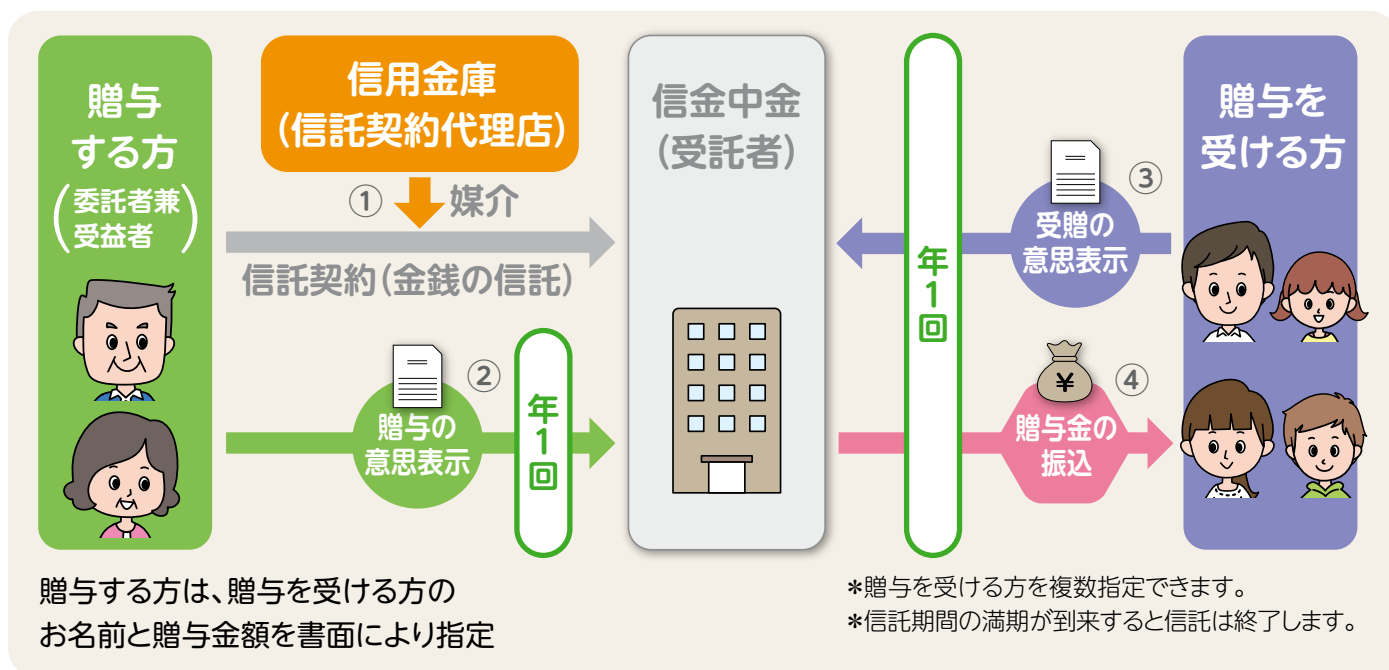 贈与
する方
(委託者兼
受益者)
信用金庫
(信託契約代理店)
① 媒介
信託契約(金銭の信託)
②
贈与の
意思表示
年1回
信金中金
(受託者)
年1回
③
受贈の
意思表示
¥
④
贈与金の
振込
贈与を
受ける方
贈与する方は、贈与を受ける方の
お名前と贈与金額を書面により指定
*贈与を受ける方を複数指定できます。
*信託期間の満期が到来すると信託は終了します。